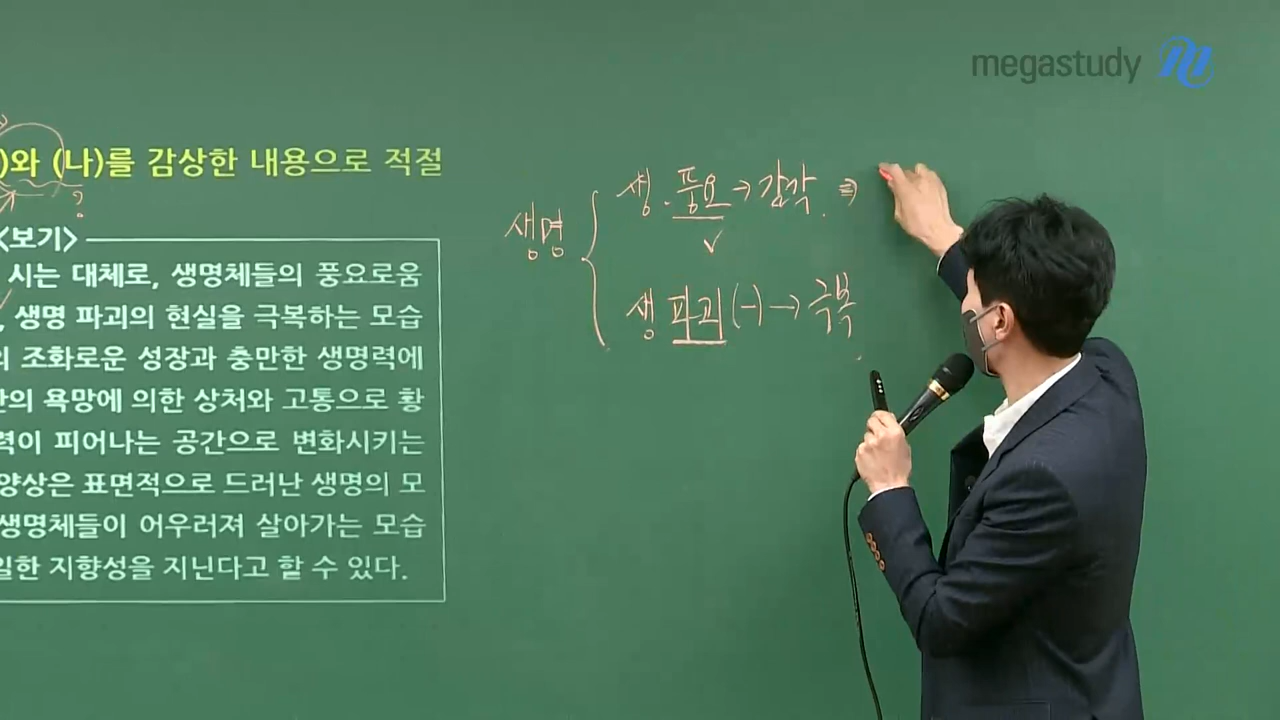 megastudy
)와 (나)를 감상한 내용으로 적절
?
<보기>
시는 대체로, 생명체들의 풍요로움
, 생명 파괴의 현실을 극복하는 모습
의 조화로운 성장과 충만한 생명력에
간의 욕망에 의한 상처와 고통으로 황
력이 피어나는 공간으로 변화시키는
양상은 표면적으로 드러난 생명의 모
생명체들이 어우러져 살아가는 모습
일한 지향성을 지닌다고 할 수 있다.
생명
생. 풍요 → 감각.
생 파괴 (-) → 극복